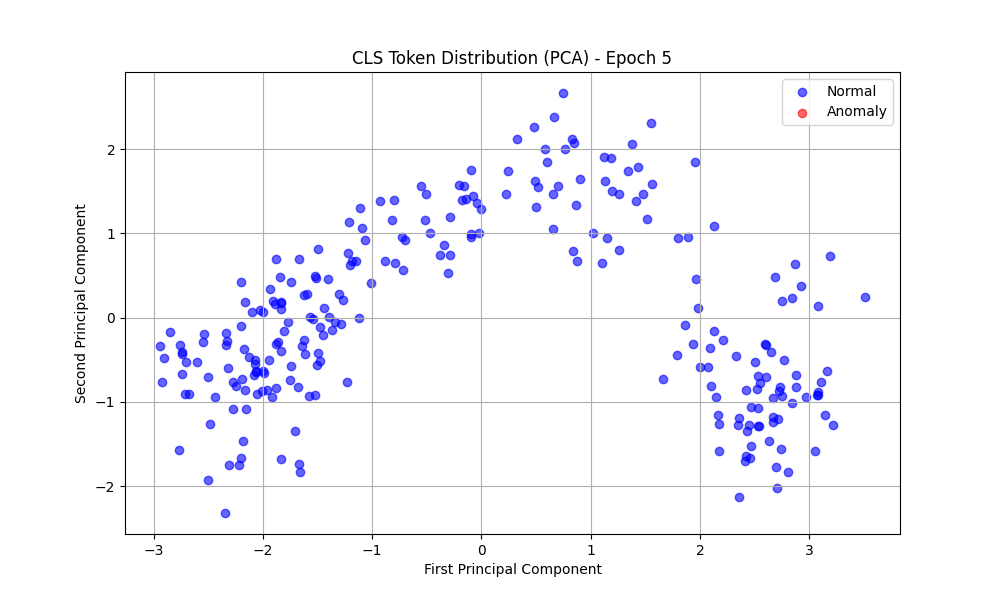 CLS Token Distribution (PCA) - Epoch 5
Normal
Anomaly
Second Principal Component
2
1
0
−1
−2
−3 −2 −1 0 1 2 3
First Principal Component